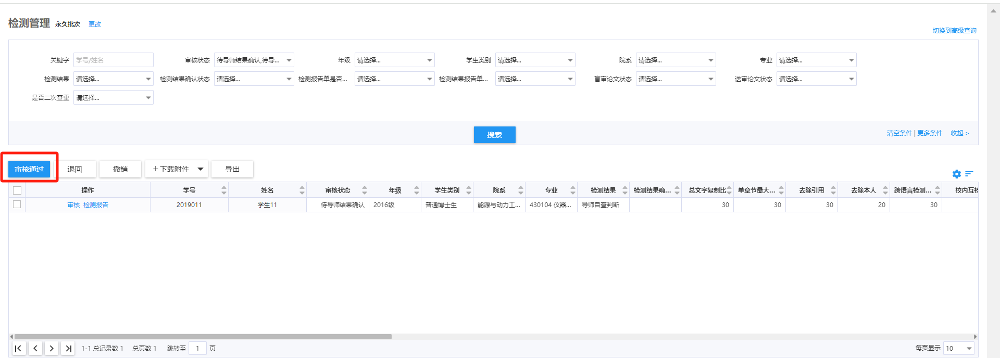 检测管理 永久批次 更改
切换到高级查询
关键字 学号/姓名 审核状态 待导师结果确认,待导... 年级 请选择... 学生类别 请选择... 院系 请选择... 专业 请选择...
检测结果 请选择... 检测结果确认状态 请选择... 检测报告单是否... 请选择... 检测结果报告单... 请选择... 盲审论文状态 请选择... 送审论文状态 请选择...
是否二次查重 请选择...
搜索 清空条件 | 更多条件 收起 >
审核通过 退回 撤销 +下载附件 导出
操作 学号 姓名 审核状态 年级 学生类别 院系 专业 检测结果 检测结果确... 总文字复制比 单章节最大... 去除引用 去除本人 跨语言检测... 校内互检
审核 检测报告 2019011 学生11 待导师结果确认 2016级 普通博士生 能源与动力工... 430104 仪器... 导师自查判断 30 30 30 20 30
1-1 总记录数 1 总页数 1 跳转至 1 页 每页显示 10